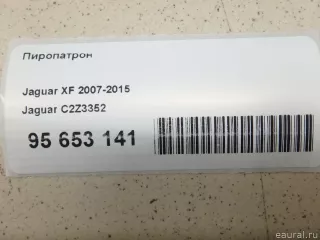 Пиропатрон
Jaguar XF 2007-2015
Jaguar C2Z3352
95 653 141
© eaural.ru